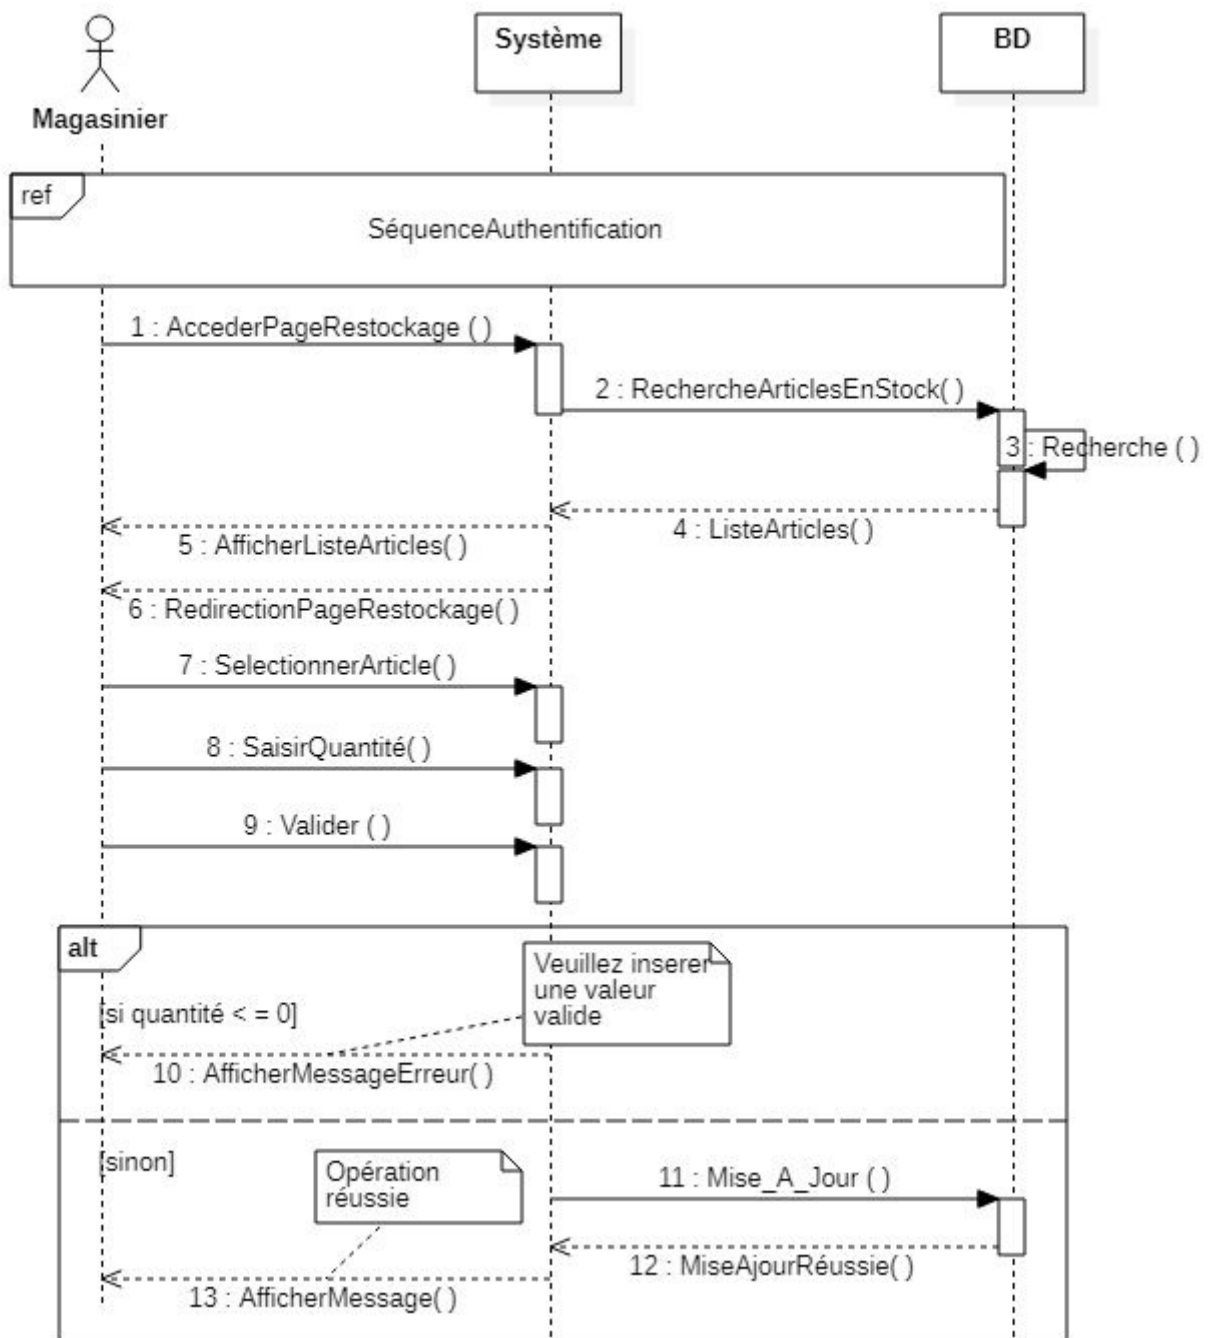 Système
BD
Magasinier
ref
SéquenceAuthentification
1 : AccederPageRestockage ( )
2 : RechercheArticlesEnStock( )
3 : Recherche ( )
4 : ListeArticles( )
5 : AfficherListeArticles( )
6 : RedirectionPageRestockage( )
7 : SelectionnerArticle( )
8 : SaisirQuantité( )
9 : Valider ( )
alt
Veuillez inserer
une valeur
valide
[si quantité < = 0]
10 : AfficherMessageErreur( )
[sinon]
Opération
réussie
11 : Mise_A_Jour ( )
12 : MiseAjourRéussie( )
13 : AfficherMessage( )